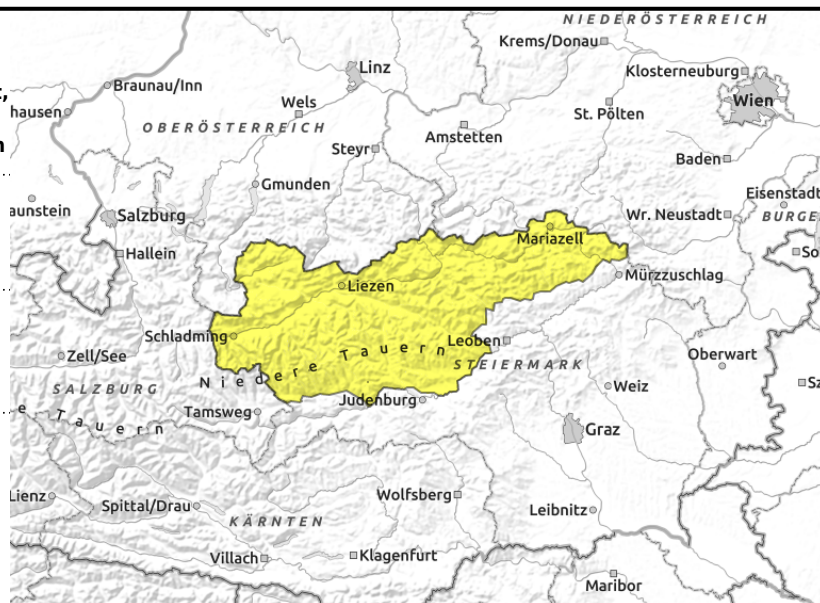 NIEDERÖSTERREICH
Krems/Donau
Linz
Klosterneuburg
Braunau/Inn
hausen
Wels
Wien
St. Pölten
OBERÖSTERREICH
Amstetten
Steyr
Baden
Gmunden
Eisenstadt
aunstein
Salzburg
Wr. Neustadt
BURGE
Mariazell
Hallein
So
Mürzzuschlag
Liezen
Schladming
Leoben
Niedere Tauern
Zell/See
Oberwart
STEIERMARK
SALZBURG
Weiz
Sz
Judenburg
Tamsweg
e Tauern
Graz
Lienz
Wolfsberg
Spittal/Drau
Leibnitz
KÄRNTEN
Villach
Klagenfurt
Maribor